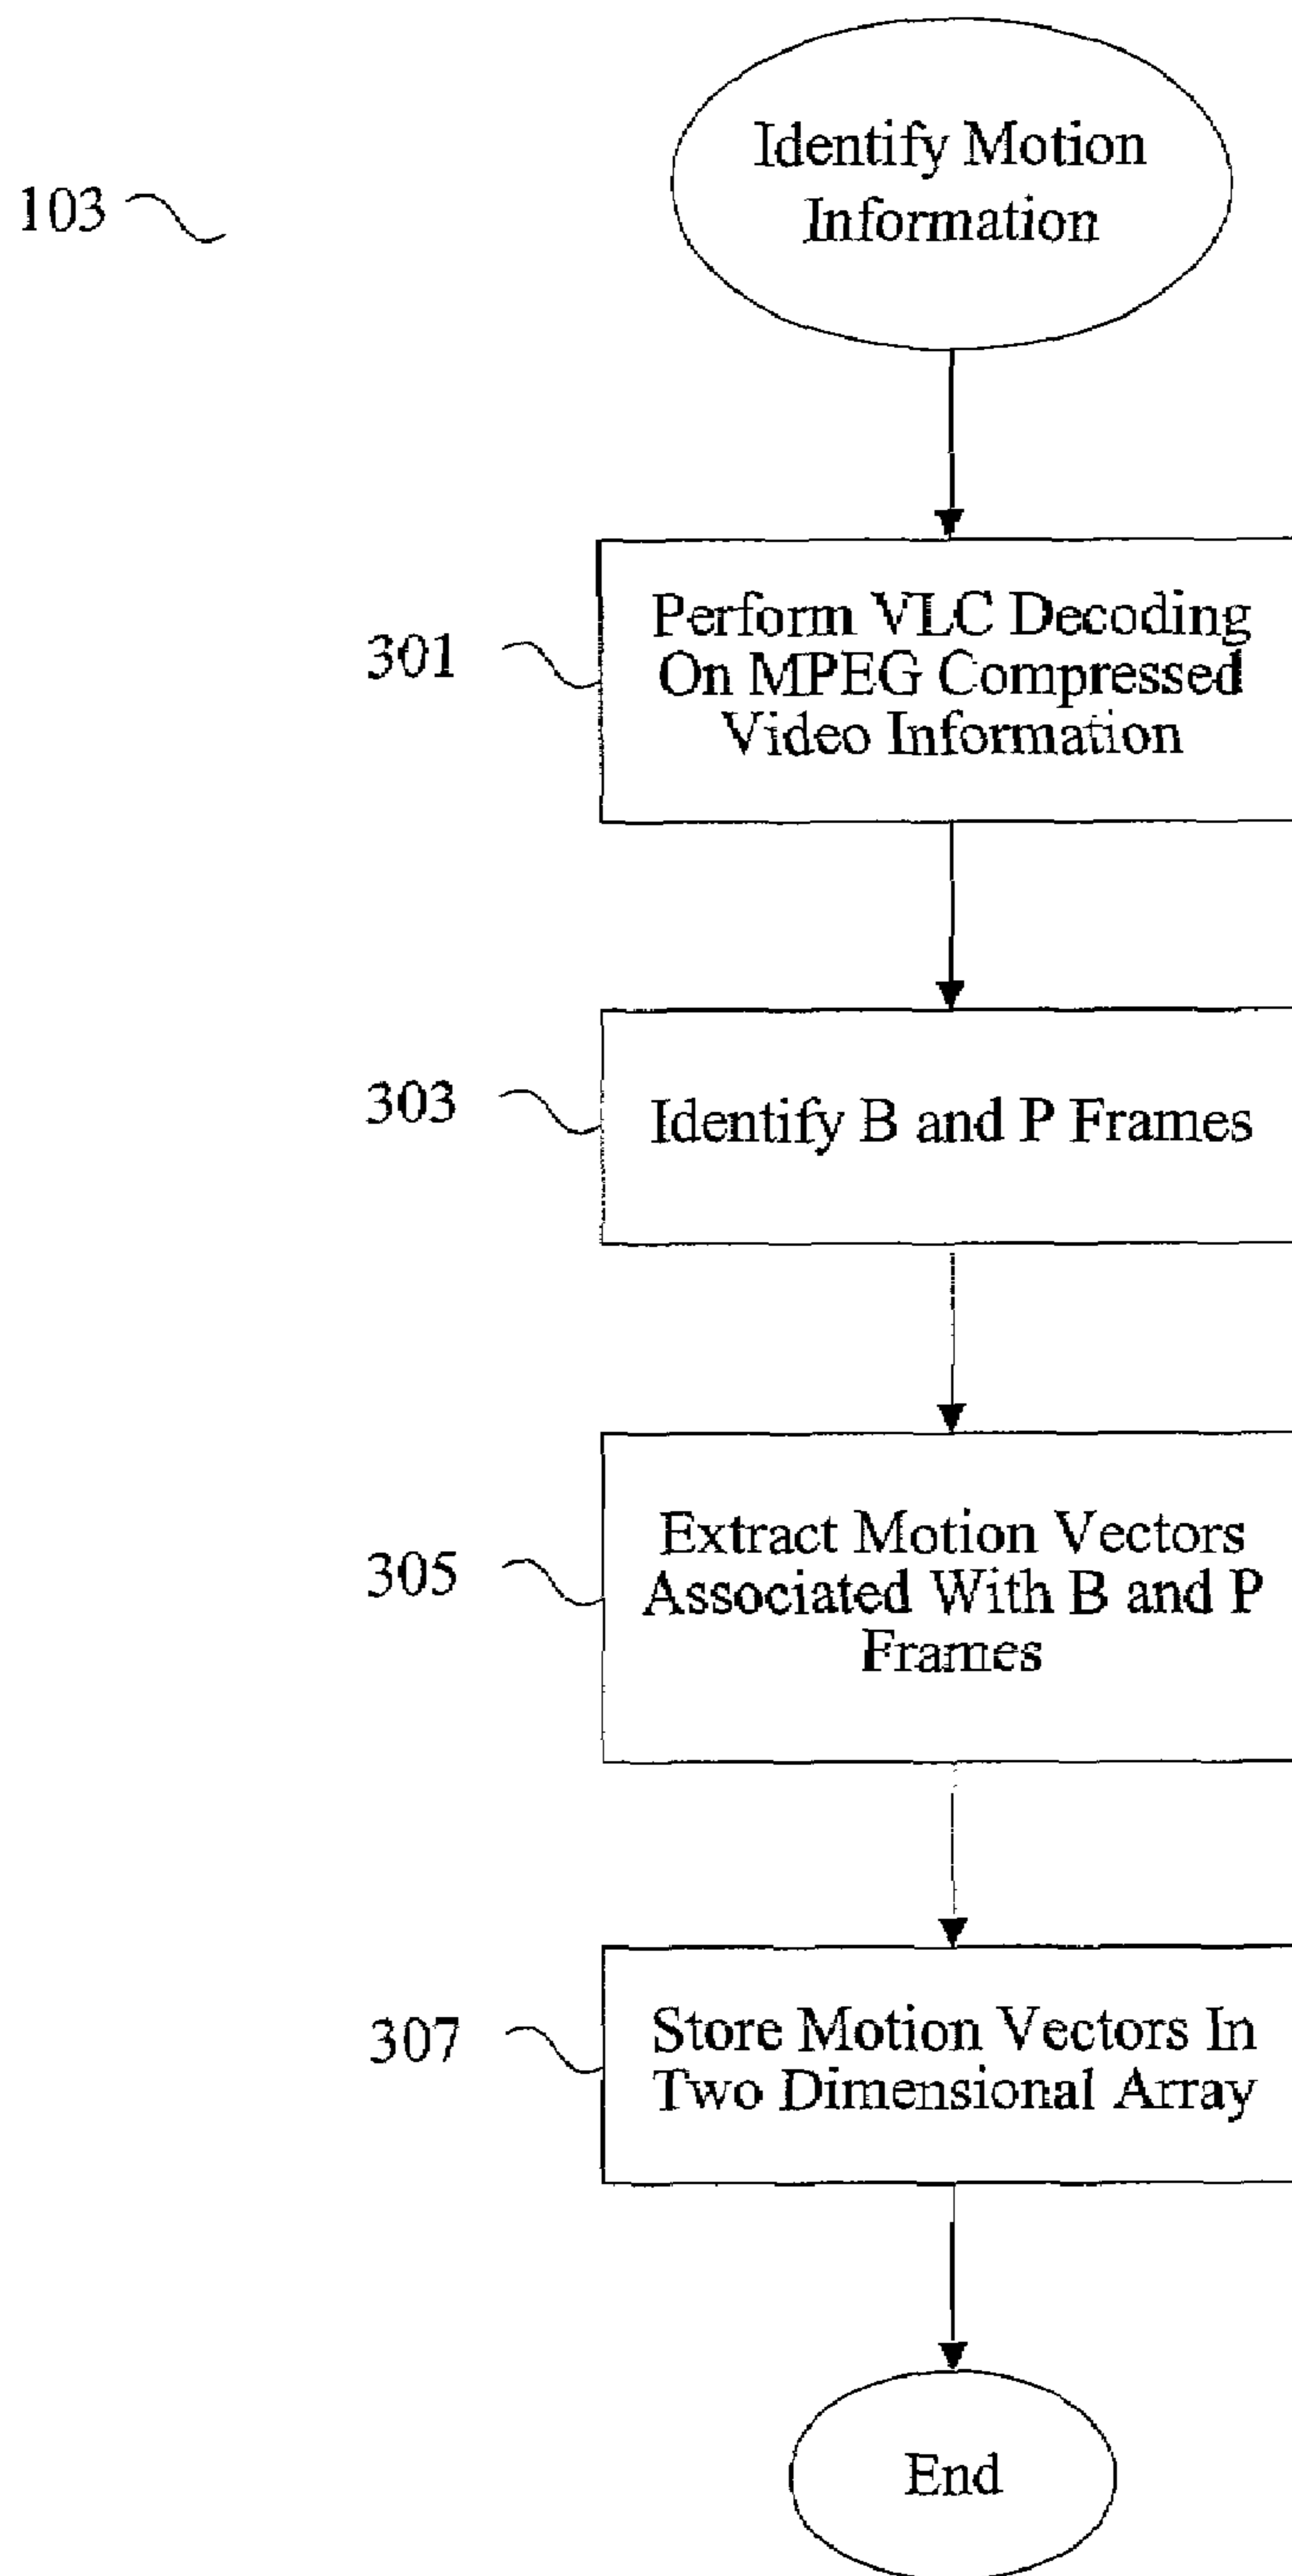 Identify Motion
Information
103
Perform VLC Decoding
On MPEG Compressed
Video Information
301
Identify B and P Frames
303
Extract Motion Vectors
Associated With B and P
Frames
305
Store Motion Vectors In
Two Dimensional Array
307
End